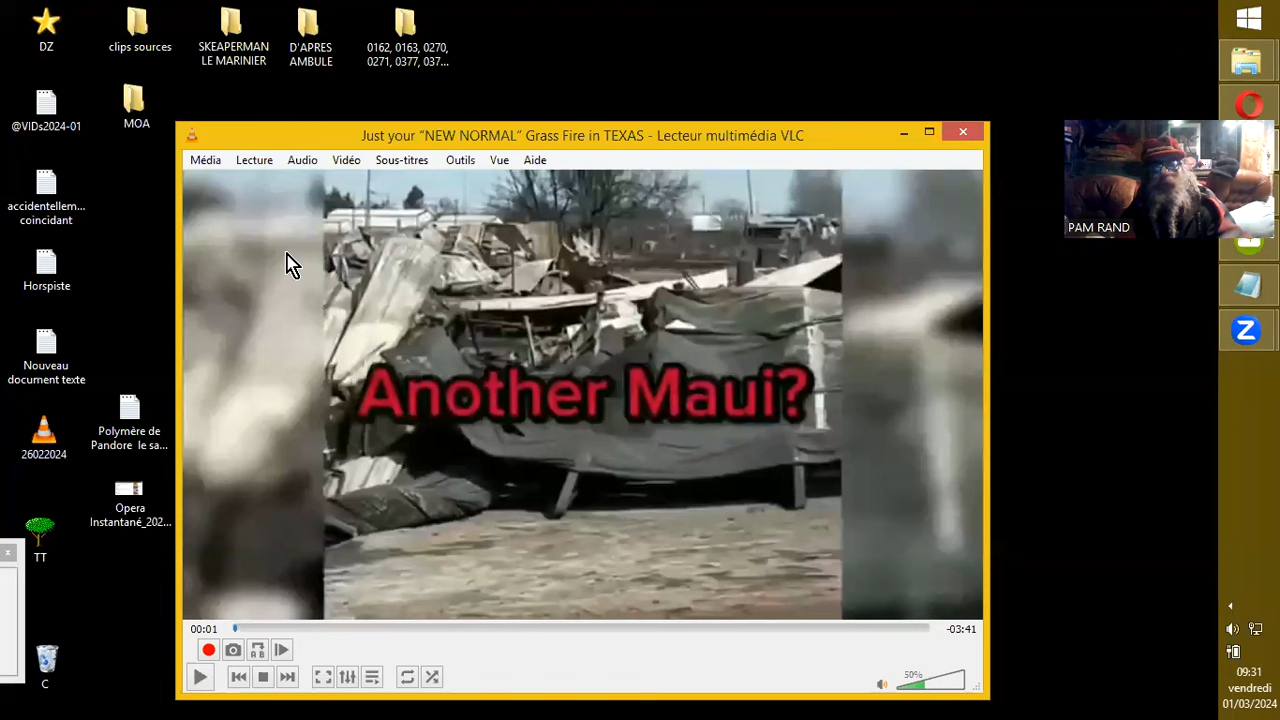 DZ
clips sources
SKEAPERMAN
LE MARINIER
D'APRES
AMBULE
0162, 0163, 0270,
0271, 0377, 037...
@VIDs2024-01
MOA
accidentellem...
coincidant
Horspiste
Nouveau
document texte
Polymère de
Pandore le sa...
26022024
Opera
Instantané_202...
TT
C
Just your “NEW NORMAL” Grass Fire in TEXAS - Lecteur multimédia VLC
Média Lecture Audio Vidéo Sous-titres Outils Vue Aide
Another Maui?
00:01
-03:41
A B
50%
PAM RAND
Z
09:31
vendredi
01/03/2024